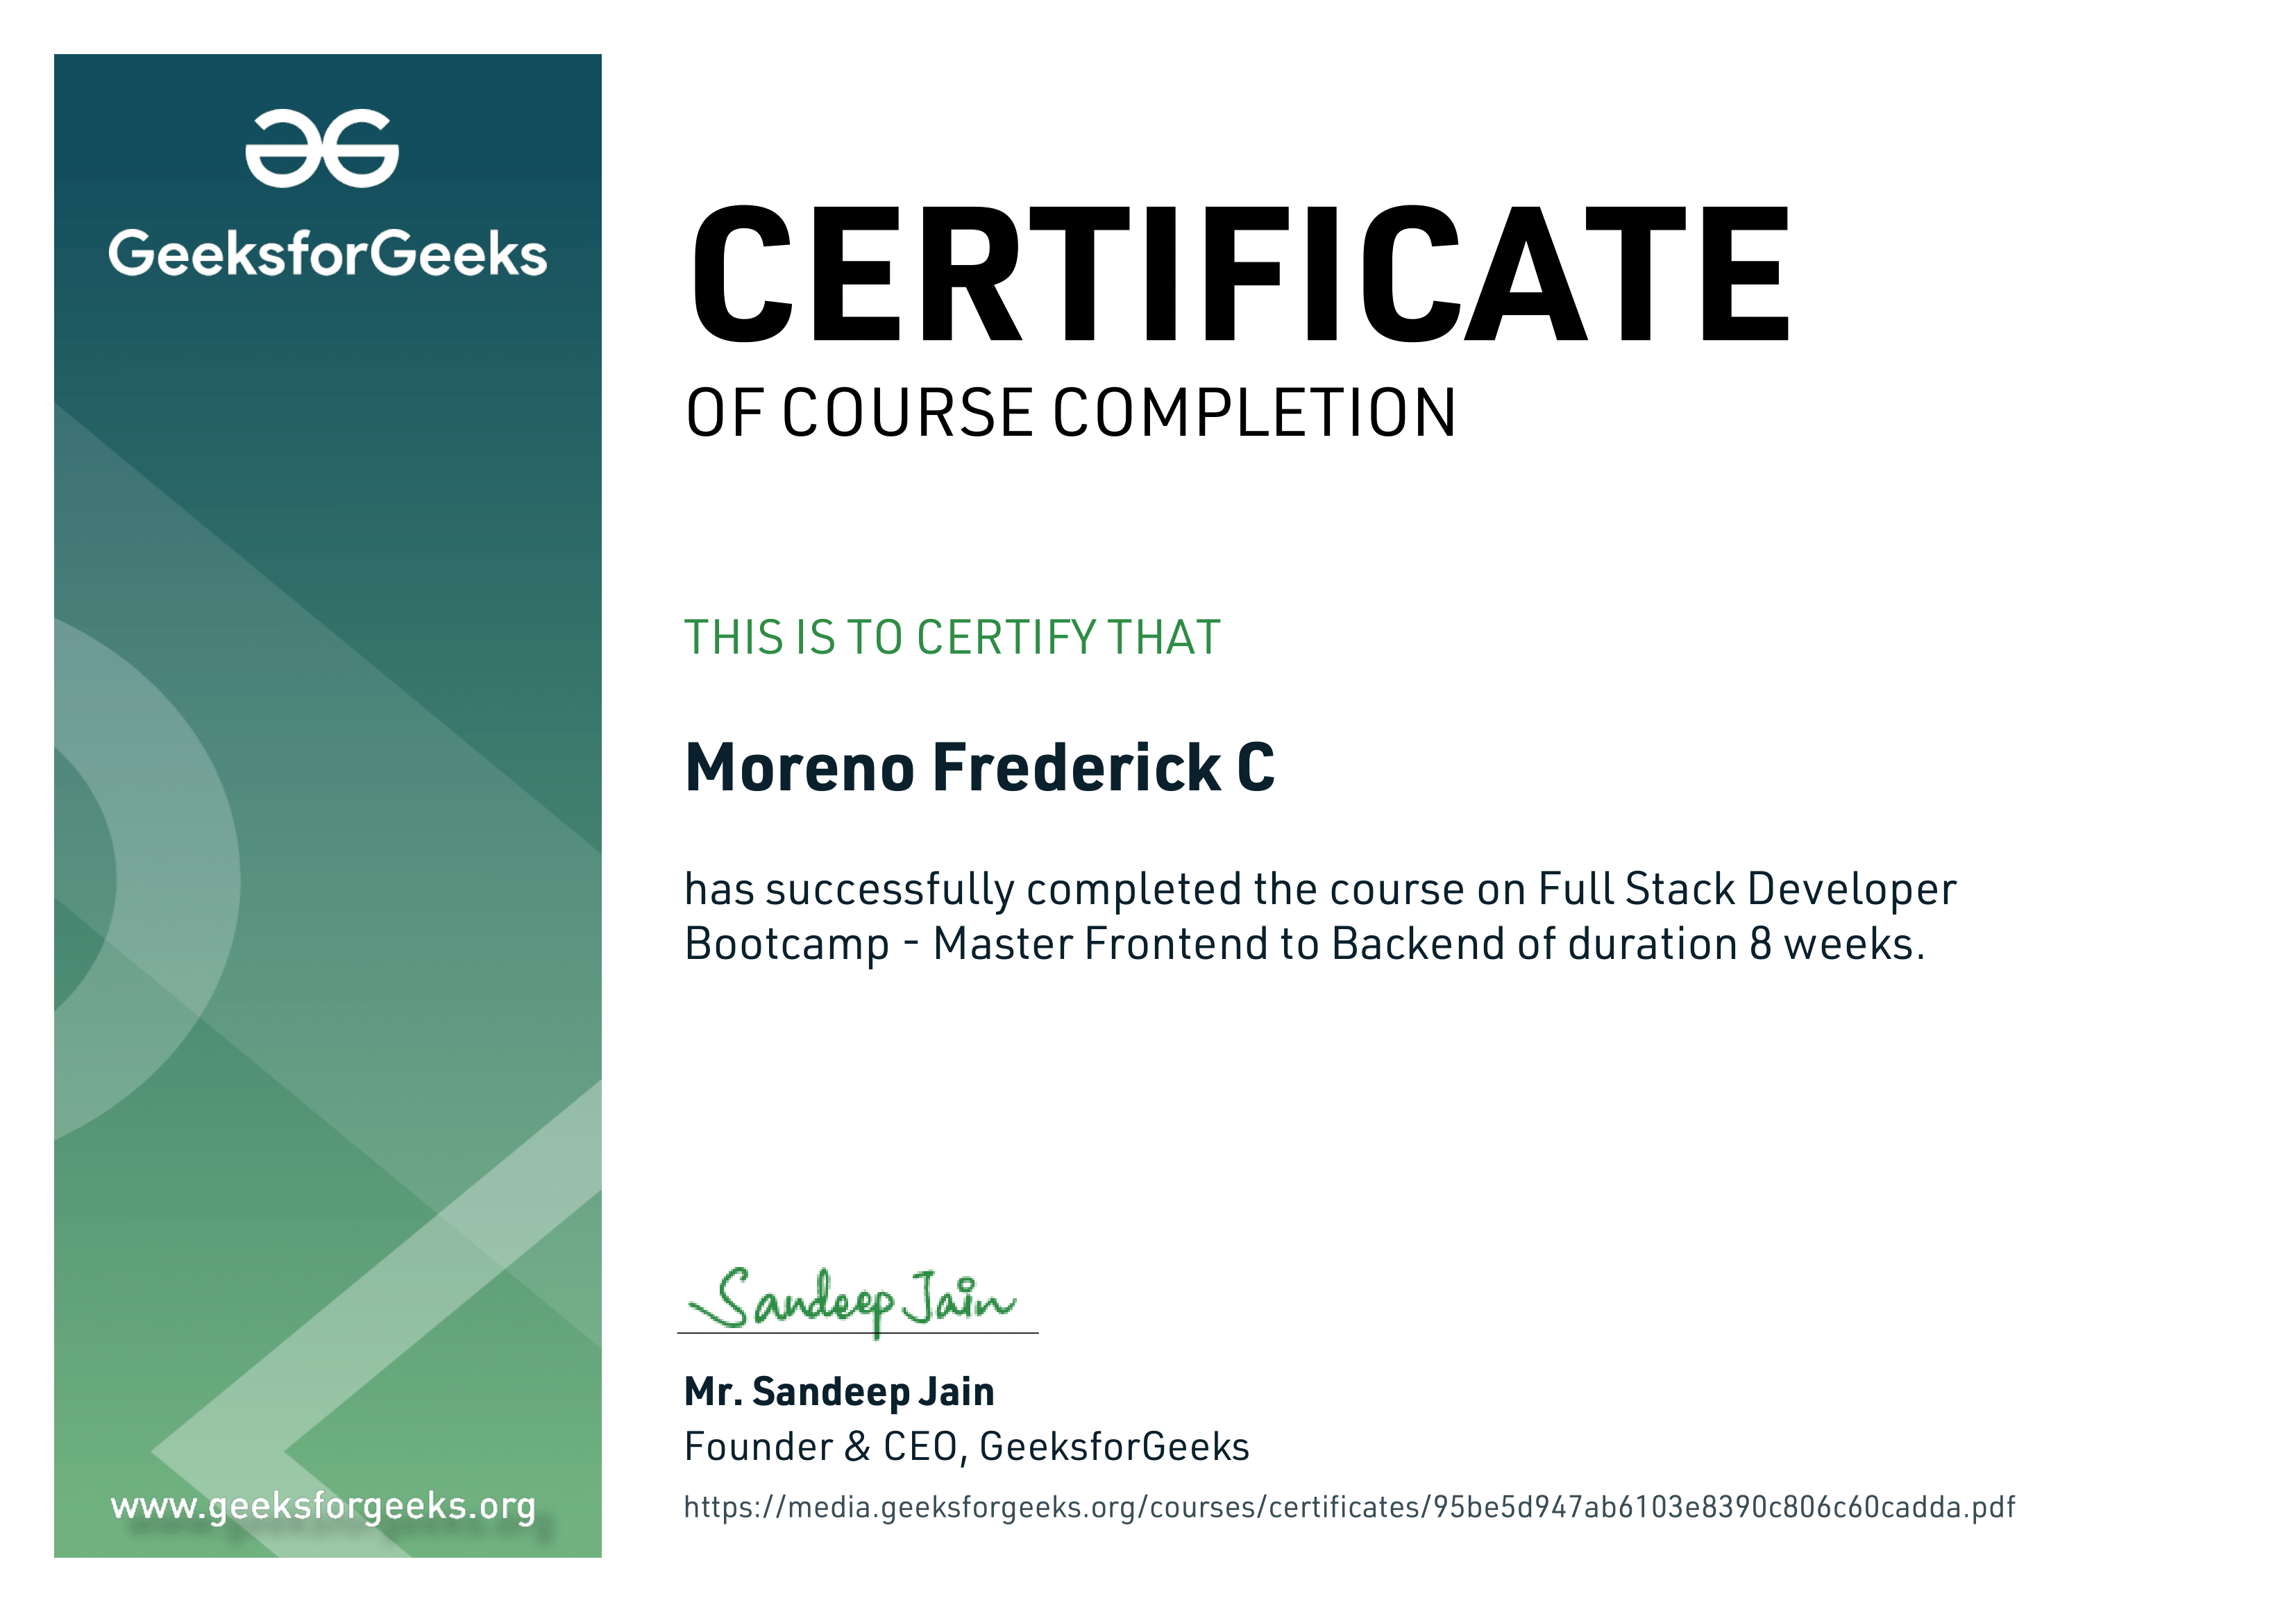 GeeksforGeeks
www.geeksforgeeks.org
CERTIFICATE
OF COURSE COMPLETION
THIS IS TO CERTIFY THAT
Moreno Frederick C
has successfully completed the course on Full Stack Developer
Bootcamp - Master Frontend to Backend of duration 8 weeks.
Sandeep Jain
Mr. Sandeep Jain
Founder & CEO, GeeksforGeeks
https://media.geeksforgeeks.org/courses/certificates/95be5d947ab6103e8390c806c60cadda.pdf